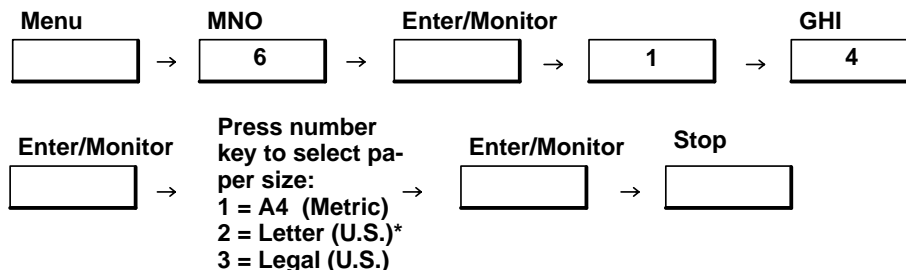 Menu MNO Enter/Monitor GHI
→ 6 → → 1 → 4
Enter/Monitor
→
Press number
key to select pa-
per size:
1 = A4 (Metric)
2 = Letter (U.S.)*
3 = Legal (U.S.)
→
Enter/Monitor
→
Stop